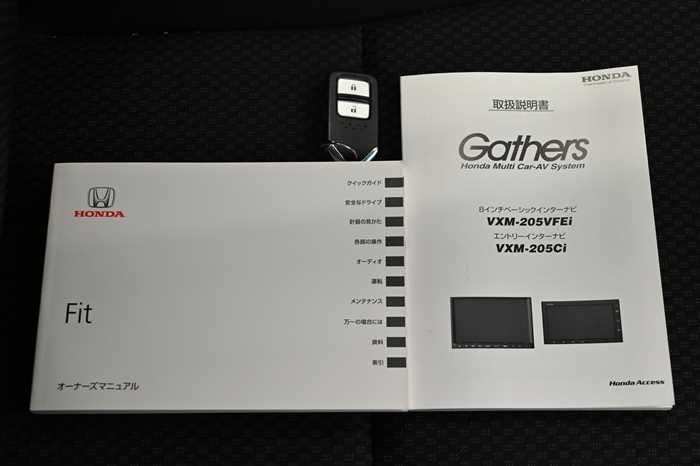 HONDA
Fit
オーナーズマニュアル
クイックガイド
安全なドライブ
計器の見かた
各部の操作
オーディオ
運転
メンテナンス
万一の場合には
資料
索引
HONDA
The Power of Dreams
取扱説明書
Gathers
Honda Multi Car-AV System
8インチベーシックインターナビ
VXM-205VFEi
エントリーインターナビ
VXM-205Ci
Honda Access